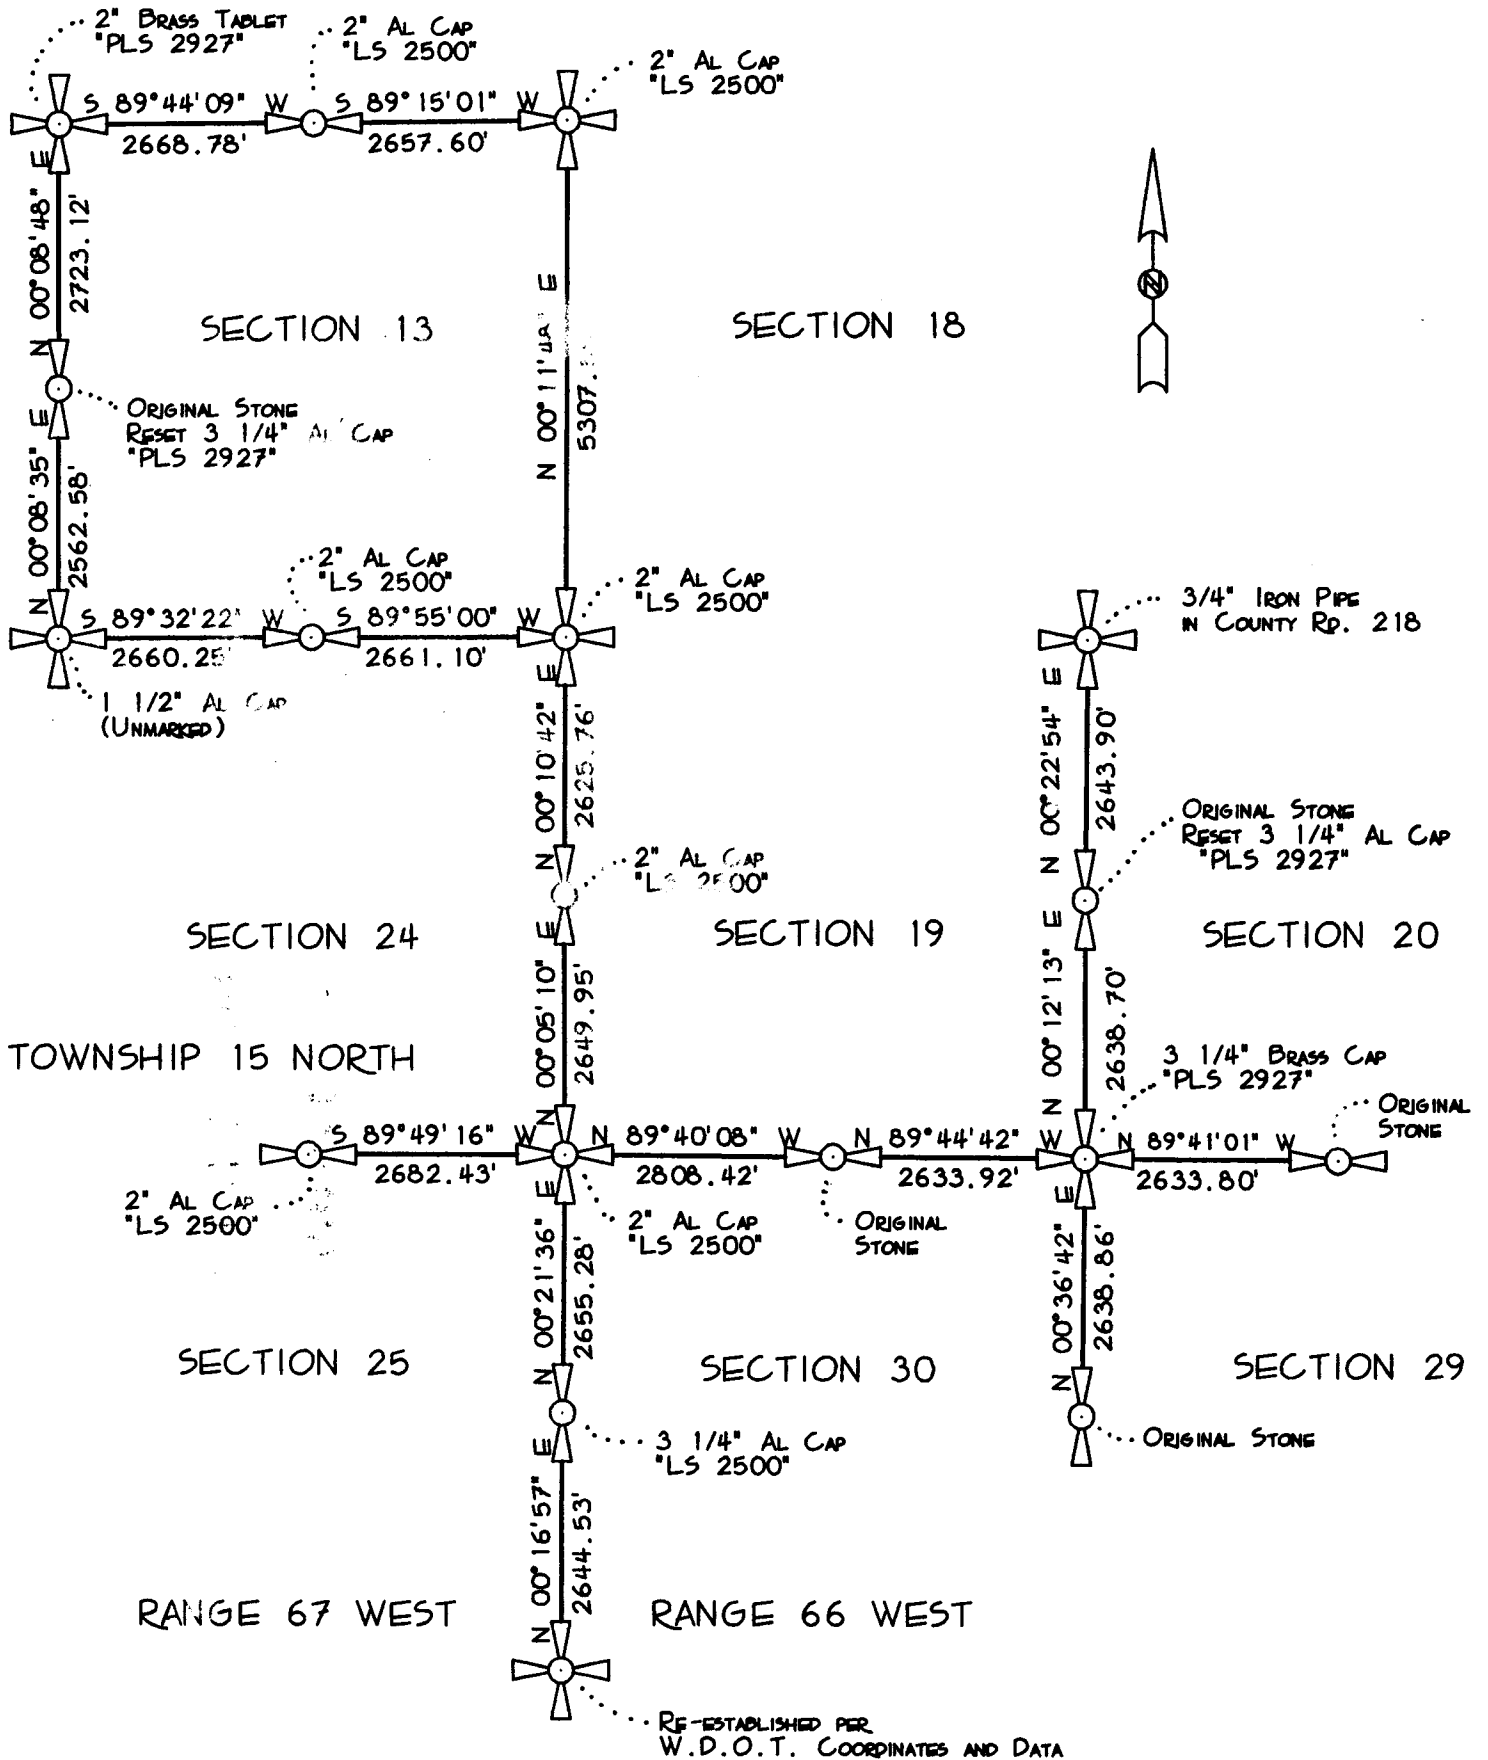 2" AL CAP
2" BRASS TABLET
"LS 2500"
"PLS 2927"
2" AL CAP
"LS 2500"
S 89°44'09" W
2668.78'
S 89°15'01" W
2657.60'
N 00°08'48" E
2723.12'
SECTION 13
N 00°11'48" E
5307.
SECTION 18
N
ORIGINAL STONE
RESET 3 1/4" AL CAP
"PLS 2927"
N 00°08'35" E
2562.58'
2" AL CAP
"LS 2500"
2" AL CAP
"LS 2500"
S 89°32'22" W
2660.25'
S 89°55'00" W
2661.10'
3/4" IRON PIPE
IN COUNTY RD. 218
1 1/2" AL CAP
(UNMARKED)
N 00°10'42" E
2625.76'
N 00°22'54" E
2643.90'
ORIGINAL STONE
RESET 3 1/4" AL CAP
"PLS 2927"
2" AL CAP
"LS 2500"
SECTION 24
SECTION 19
SECTION 20
N 00°05'10" E
2649.95'
N 00°12'13" E
2638.70'
TOWNSHIP 15 NORTH
3 1/4" BRASS CAP
"PLS 2927"
ORIGINAL
STONE
S 89°49'16" W
2682.43'
N 89°40'08" W
2808.42'
N 89°44'42" W
2633.92'
N 89°41'01" W
2633.80'
2" AL CAP
"LS 2500"
2" AL CAP
"LS 2500"
ORIGINAL
STONE
N 00°21'36" E
2655.28'
N 00°36'42" E
2638.86'
SECTION 25
SECTION 30
SECTION 29
3 1/4" AL CAP
"LS 2500"
ORIGINAL STONE
N 00°16'57" E
2644.53'
RANGE 67 WEST
RANGE 66 WEST
RE-ESTABLISHED PER
W.D.O.T. COORDINATES AND DATA